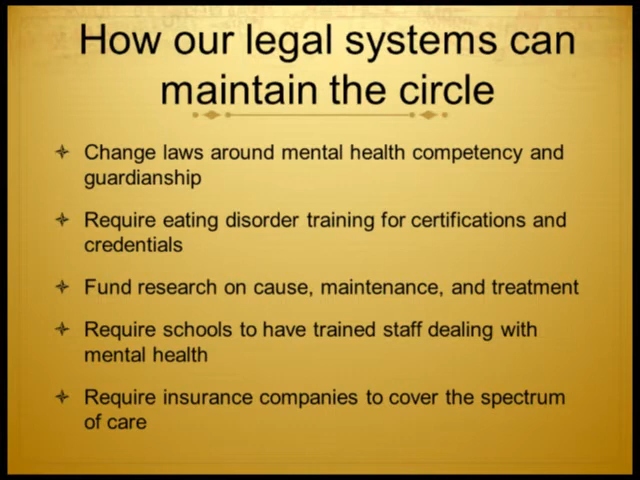 How our legal systems can
maintain the circle
Change laws around mental health competency and
guardianship
Require eating disorder training for certifications and
credentials
Fund research on cause, maintenance, and treatment
Require schools to have trained staff dealing with
mental health
Require insurance companies to cover the spectrum
of care